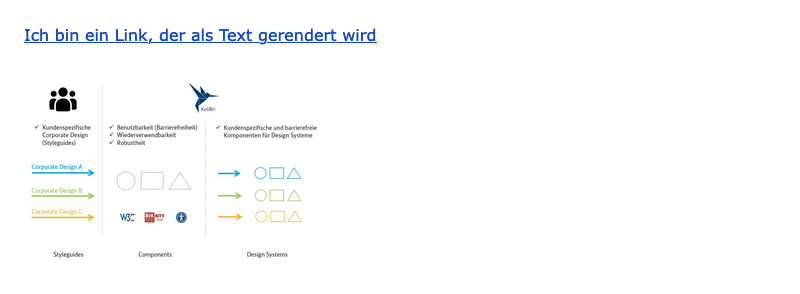 Ich bin ein Link, der als Text gerendert wird
KoliBri
✓ Kundenspezifische
Corporate Design
(Styleguides)
✓ Benutzbarkeit (Barrierefreiheit)
✓ Wiederverwendbarkeit
✓ Robustheit
✓ Kundenspezifische und barrierefreie
Komponenten für Design Systeme
Corporate Design A
Corporate Design B
Corporate Design C
W3C
BIK BITV
Styleguides
Components
Design Systems